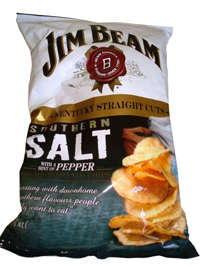 JIM BEAM
B
KENTUCKY STRAIGHT CUTS
SOUTHERN
SALT
WITH A
HINT OF PEPPER
with downhome
flavours people
want to eat"